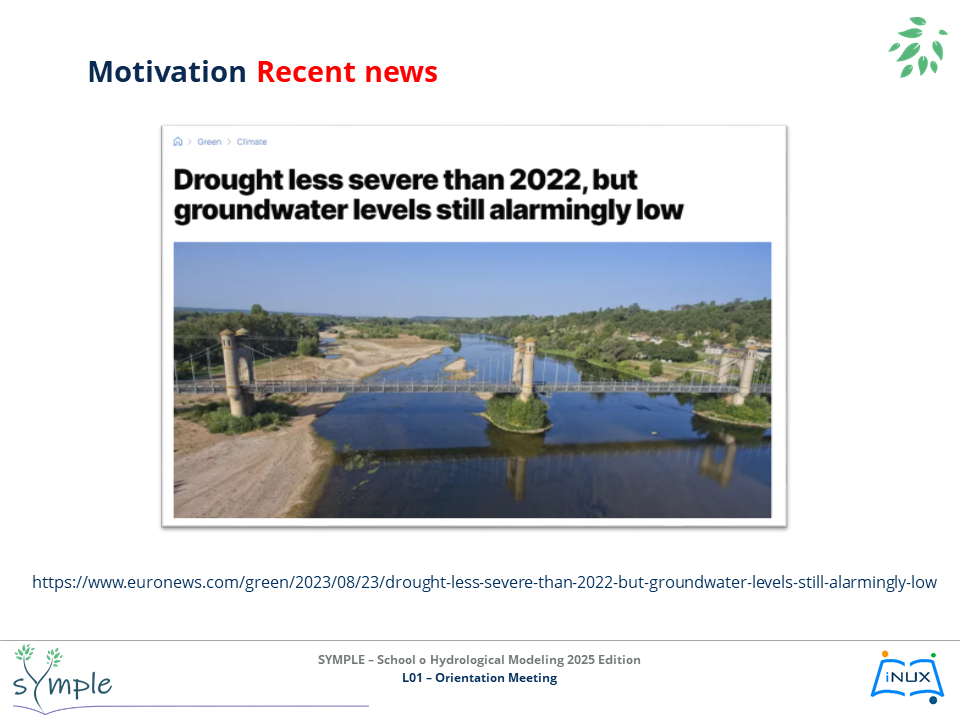 Motivation Recent news
Green > Climate
Drought less severe than 2022, but
groundwater levels still alarmingly low
https://www.euronews.com/green/2023/08/23/drought-less-severe-than-2022-but-groundwater-levels-still-alarmingly-low
SYMPLE – School o Hydrological Modeling 2025 Edition
L01 – Orientation Meeting
sYmple
iNUX